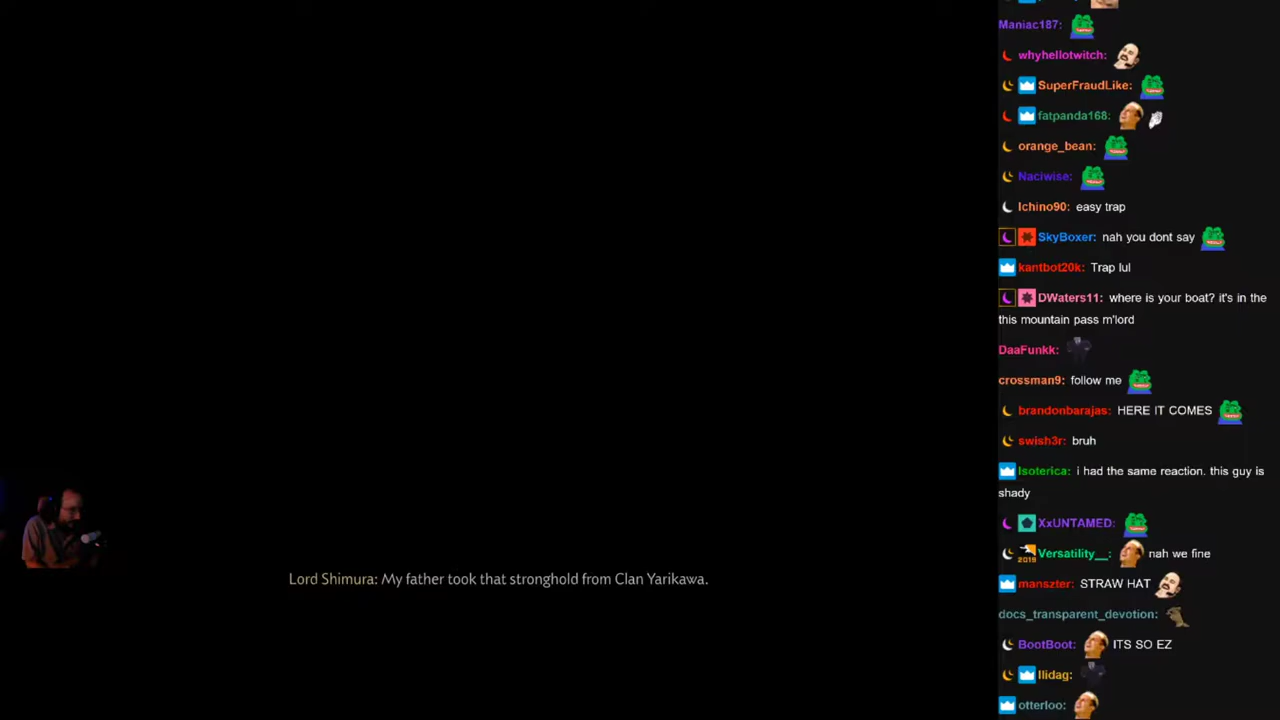 Maniac187:
whyhellotwitch:
SuperFraudLike:
fatpanda168:
orange_bean:
Naciwise:
Ichino90: easy trap
SkyBoxer: nah you dont say
kantbot20k: Trap lul
DWaters11: where is your boat? it's in the
this mountain pass m'lord
DaaFunkk:
crossman9: follow me
brandonbarajas: HERE IT COMES
swish3r: bruh
Isoterica: i had the same reaction. this guy is
shady
XxUNTAMED:
2019 Versatility__: nah we fine
manszter: STRAW HAT
docs_transparent_devotion:
BootBoot: ITS SO EZ
Ilidag:
otterloo:
Lord Shimura: My father took that stronghold from Clan Yarikawa.